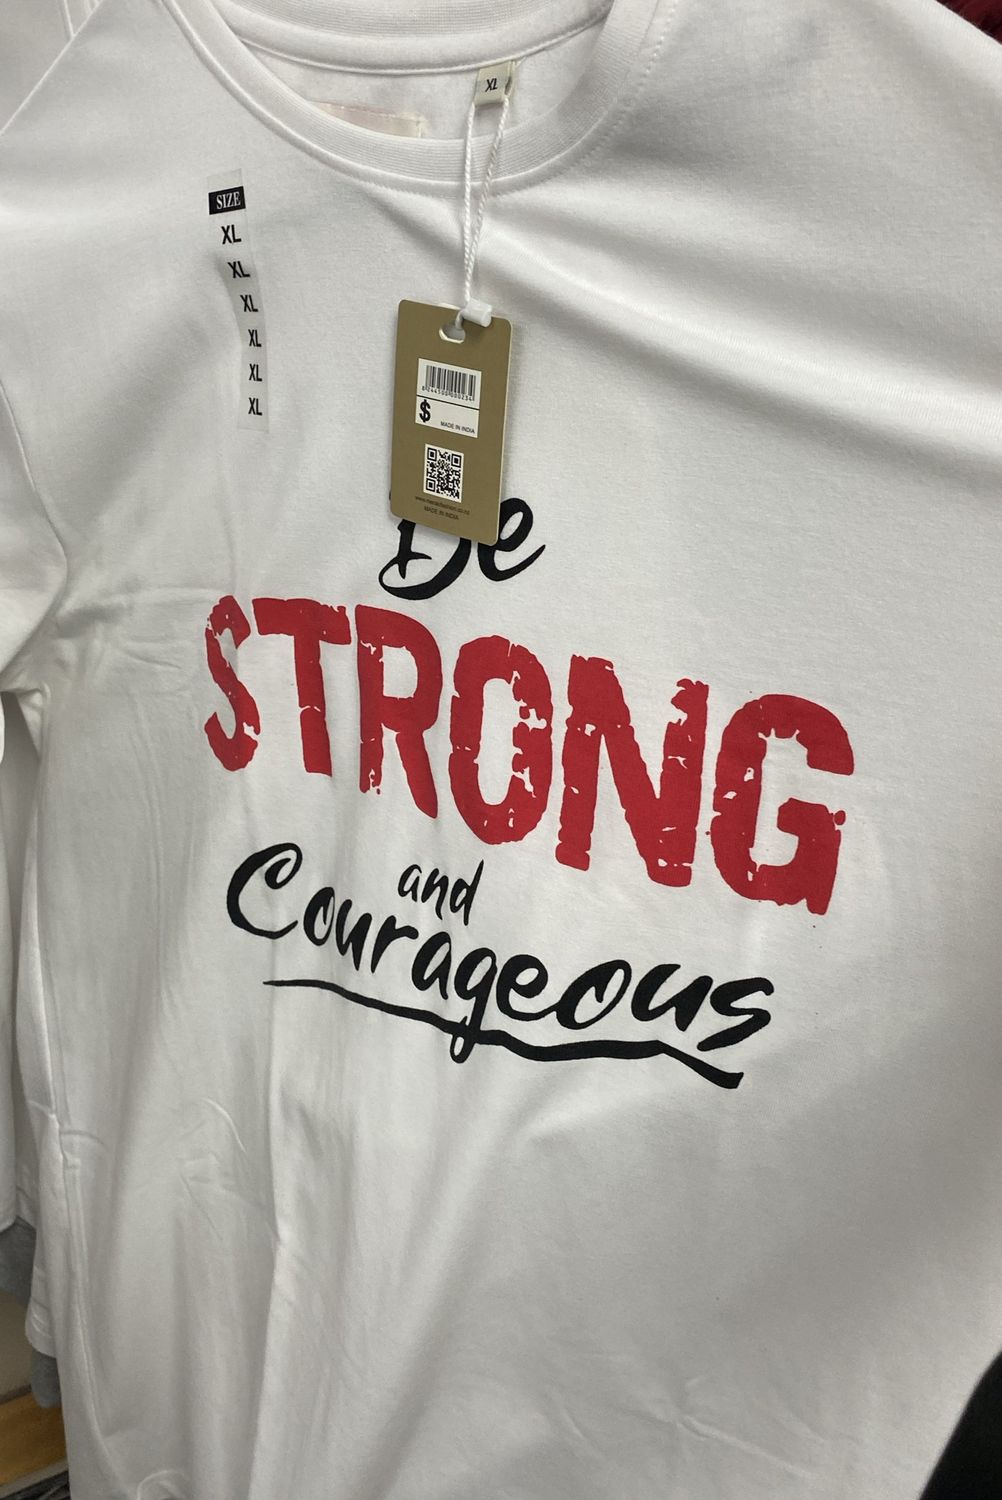 XL
SIZE
XL
XL
XL
XL
XL
XL
$
MADE IN INDIA
MADE IN INDIA
Be
STRONG
and
Courageous